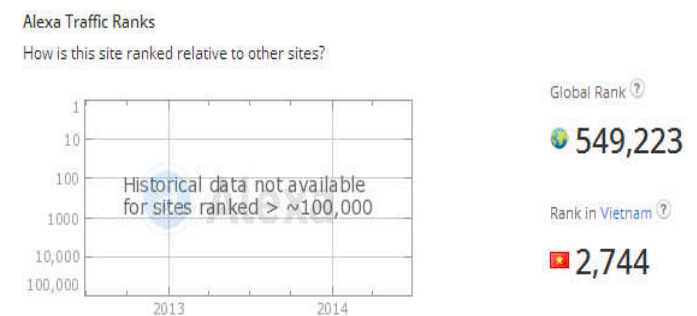 Alexa Traffic Ranks
How is this site ranked relative to other sites?
Global Rank ?
549,223
Rank in Vietnam ?
2,744
1
10
100
1000
10,000
100,000
Historical data not available
for sites ranked > ~100,000
Alexa
2013
2014